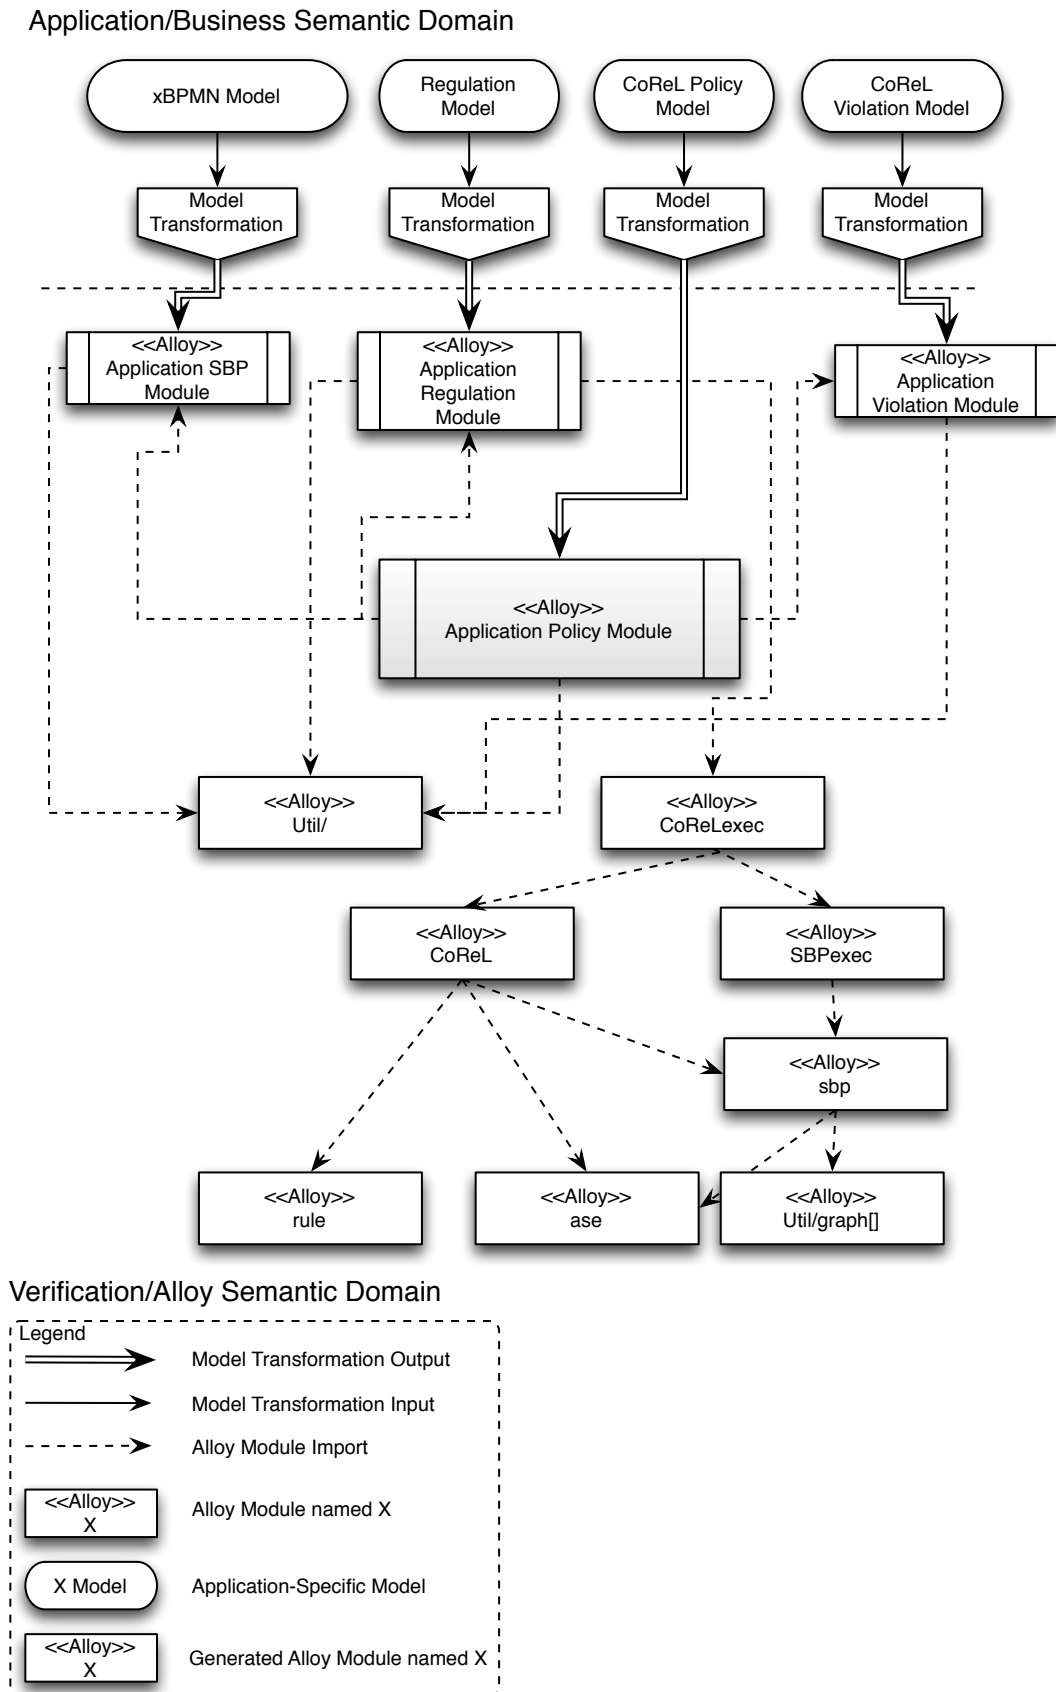 Application/Business Semantic Domain
xBPMN Model
Regulation
Model
CoReL Policy
Model
CoReL
Violation Model
Model
Transformation
Model
Transformation
Model
Transformation
Model
Transformation
<<Alloy>>
Application SBP
Module
<<Alloy>>
Application
Regulation
Module
<<Alloy>>
Application
Violation Module
<<Alloy>>
Application Policy Module
<<Alloy>>
Util/
<<Alloy>>
CoReLexec
<<Alloy>>
CoReL
<<Alloy>>
SBPexec
<<Alloy>>
sbp
<<Alloy>>
rule
<<Alloy>>
ase
<<Alloy>>
Util/graph[]
Verification/Alloy Semantic Domain
Legend
Model Transformation Output
Model Transformation Input
Alloy Module Import
<<Alloy>>
X
Alloy Module named X
X Model
Application-Specific Model
<<Alloy>>
X
Generated Alloy Module named X